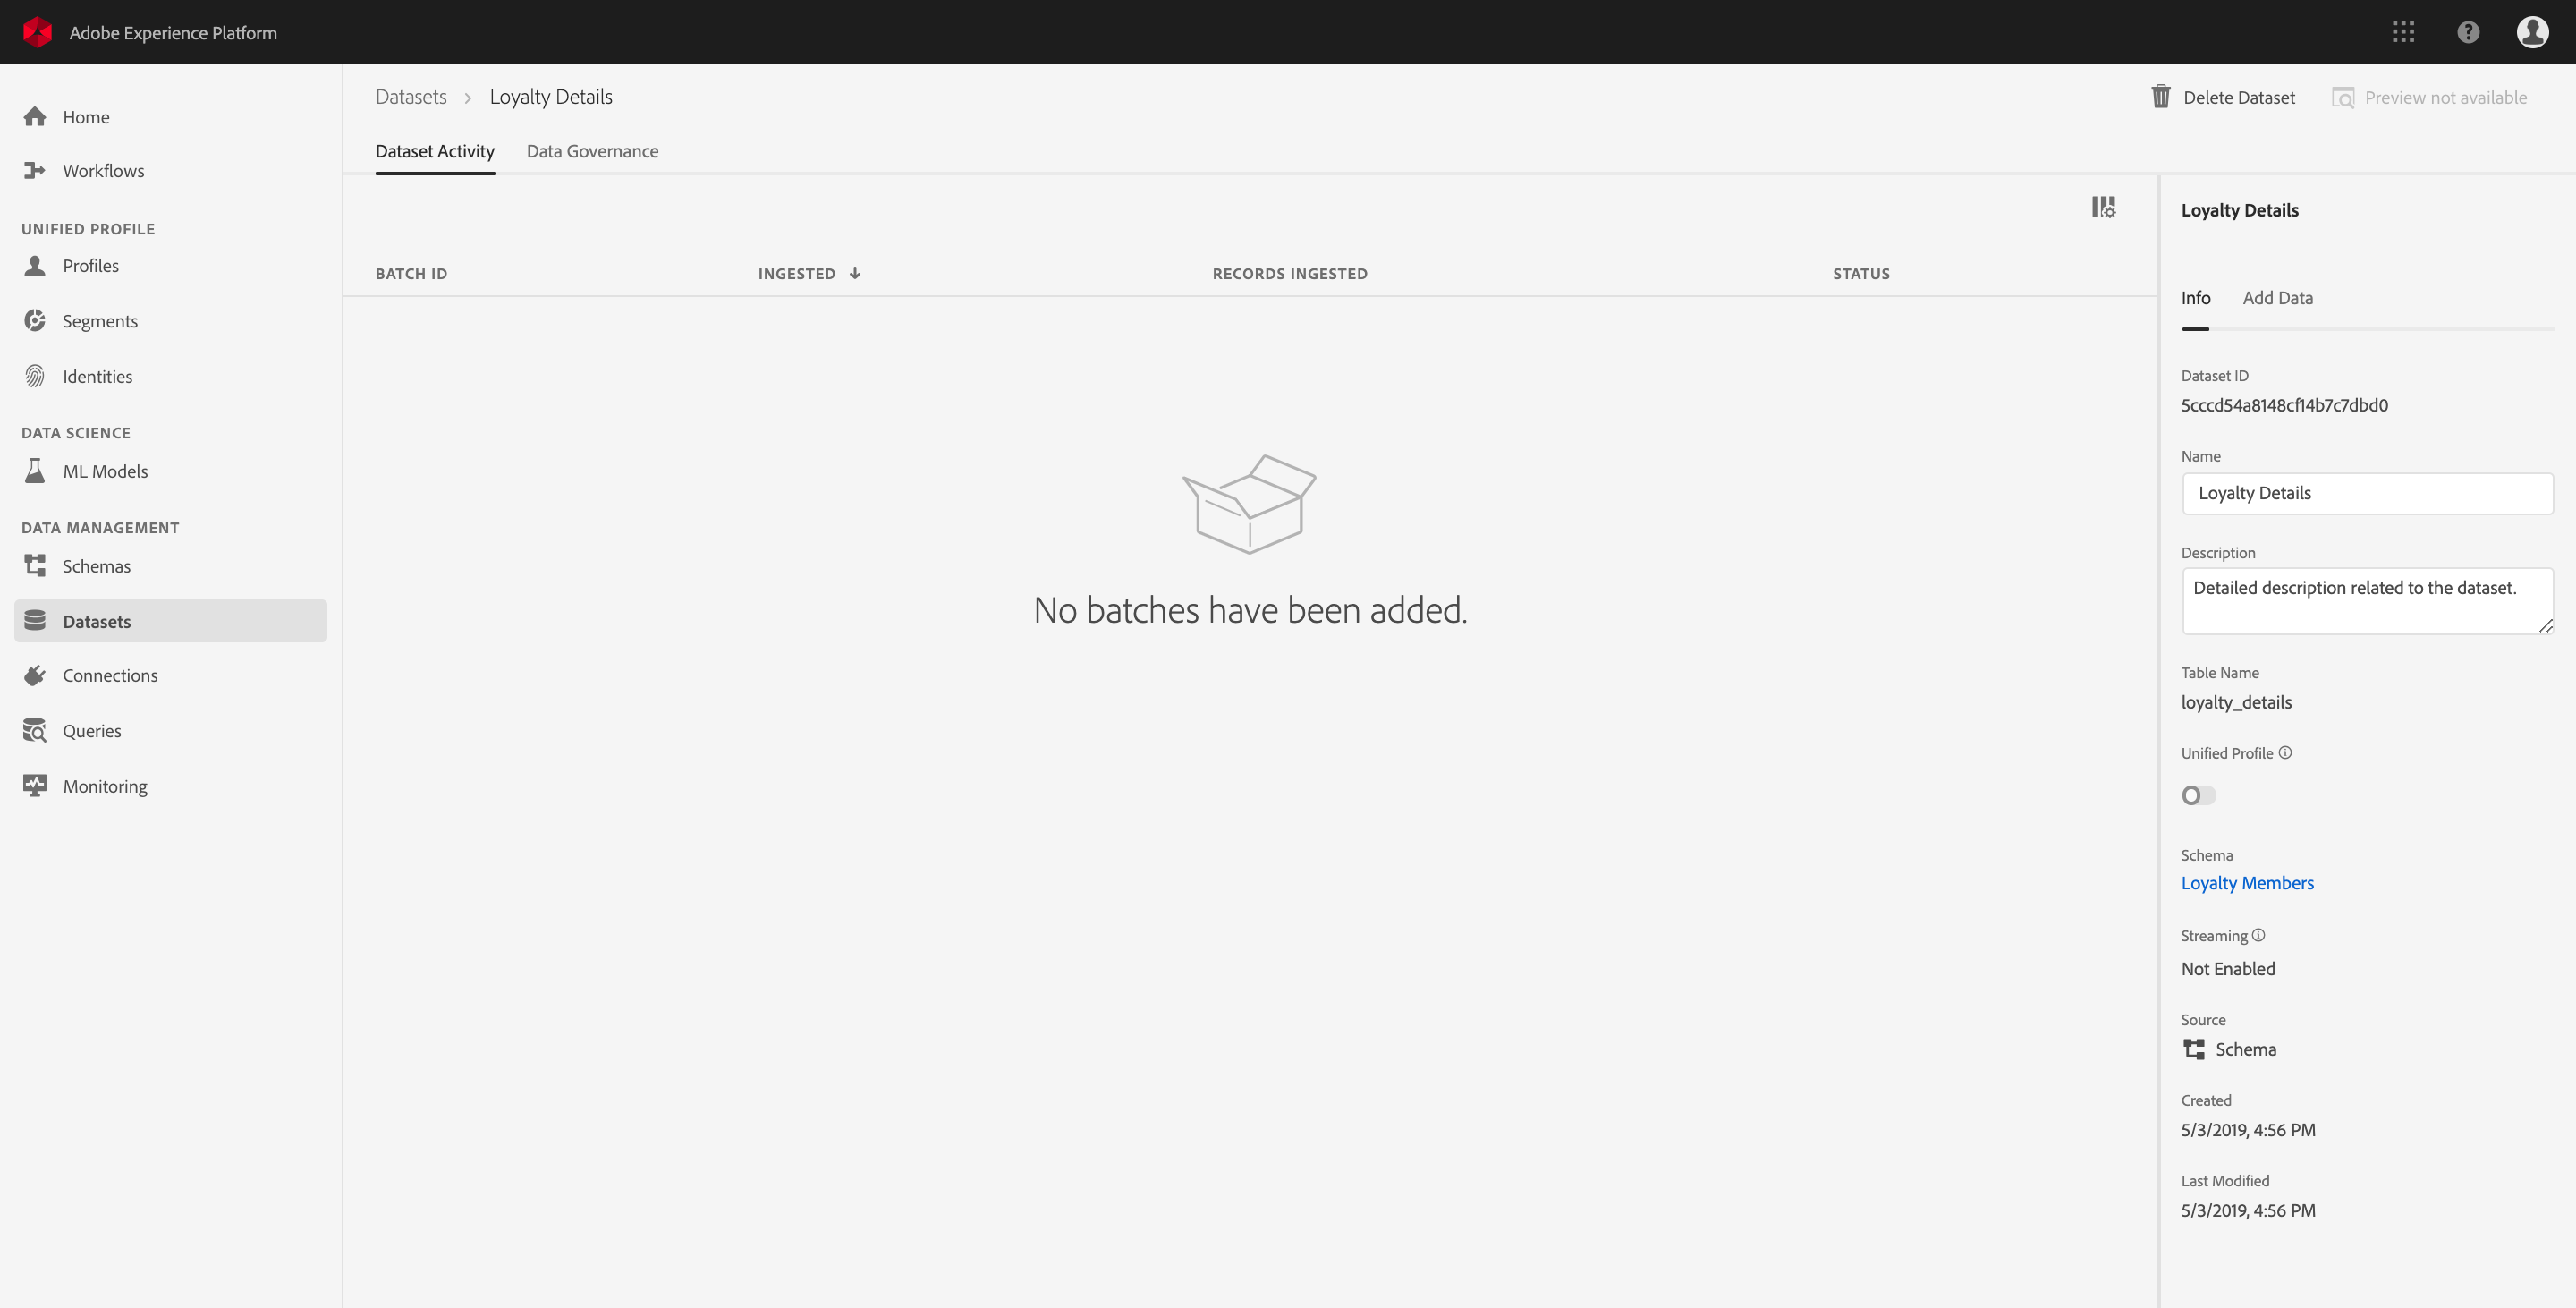 Adobe Experience Platform
Home
Workflows
UNIFIED PROFILE
Profiles
Segments
Identities
DATA SCIENCE
ML Models
DATA MANAGEMENT
Schemas
Datasets
Connections
Queries
Monitoring
Datasets > Loyalty Details
Delete Dataset
Preview not available
Dataset Activity
Data Governance
BATCH ID
INGESTED
RECORDS INGESTED
STATUS
No batches have been added.
Loyalty Details
Info
Add Data
Dataset ID
5cccd54a8148cf14b7c7dbd0
Name
Loyalty Details
Description
Detailed description related to the dataset.
Table Name
loyalty_details
Unified Profile
Schema
Loyalty Members
Streaming
Not Enabled
Source
Schema
Created
5/3/2019, 4:56 PM
Last Modified
5/3/2019, 4:56 PM